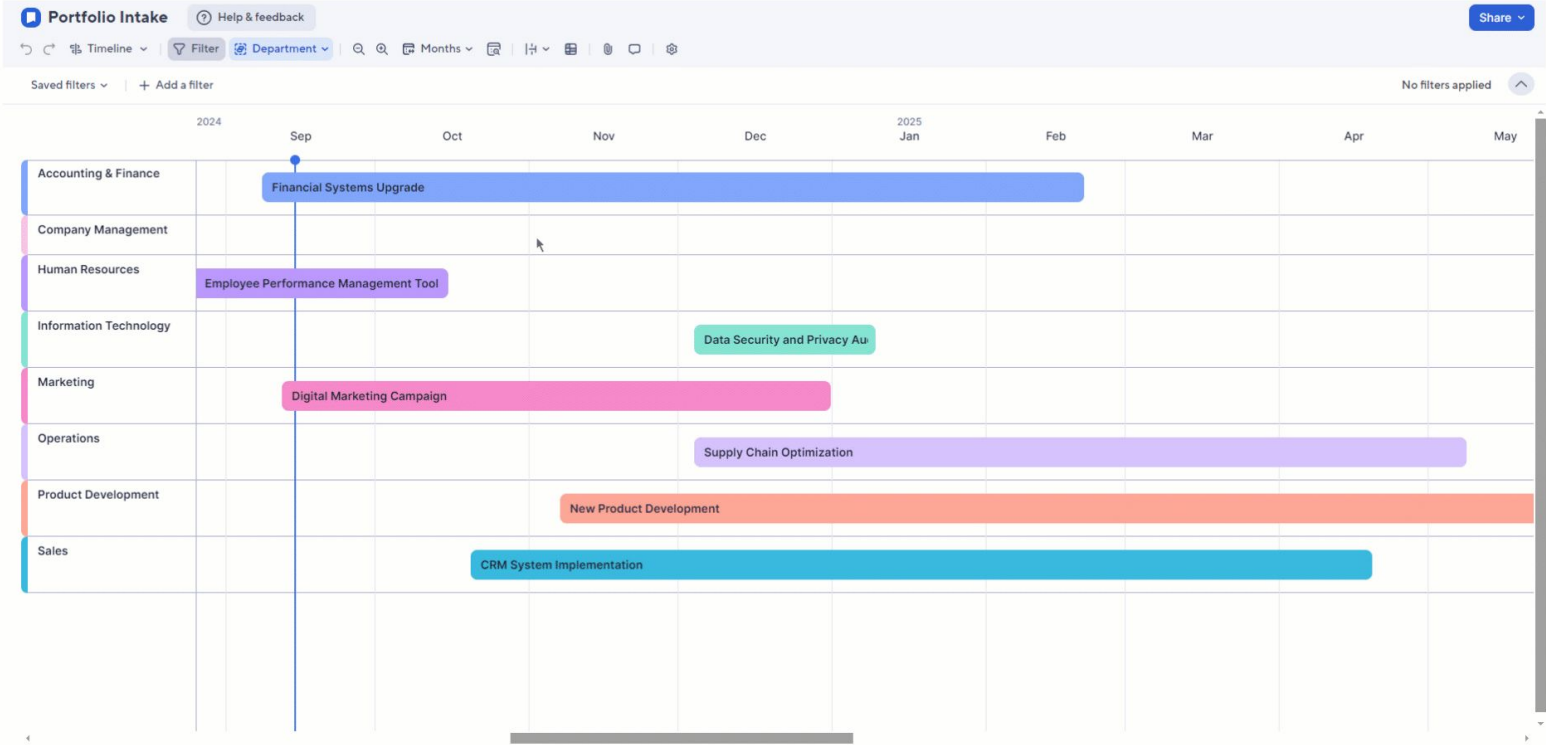 Portfolio Intake Help & feedback Share
Timeline Filter Department Months
Saved filters Add a filter No filters applied
2024 2025
Sep Oct Nov Dec Jan Feb Mar Apr May
Accounting & Finance
Financial Systems Upgrade
Company Management
Human Resources
Employee Performance Management Tool
Information Technology
Data Security and Privacy Au
Marketing
Digital Marketing Campaign
Operations
Supply Chain Optimization
Product Development
New Product Development
Sales
CRM System Implementation